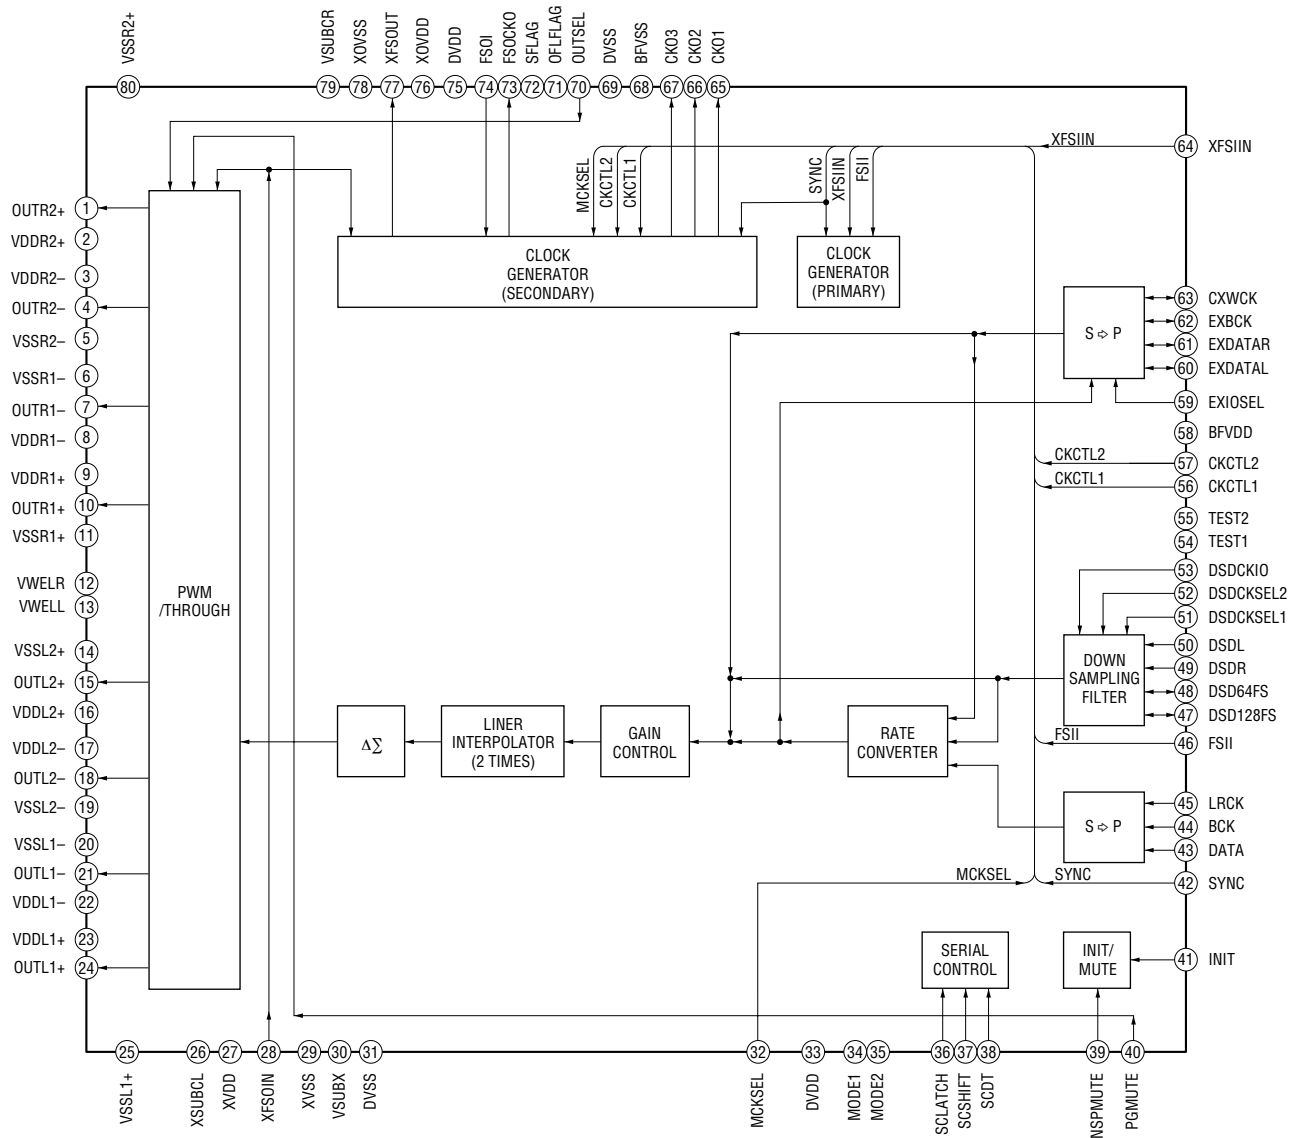 VSSR2+
VSUBCR
XOVSS
XFSOUT
XOVDD
DVDD
FSOI
FSOCKO
SFLAG
OFLFLAG
OUTSEL
DVSS
BFVSS
CKO3
CKO2
CKO1
80
79
78
77
76
75
74
73
72
71
70
69
68
67
66
65
XFSIIN
64 XFSIIN
MCKSEL
CKCTL2
CKCTL1
SYNC
XFSIIN
FSII
OUTR2+ 1
VDDR2+ 2
VDDR2– 3
OUTR2– 4
VSSR2– 5
VSSR1– 6
OUTR1– 7
VDDR1– 8
VDDR1+ 9
OUTR1+ 10
VSSR1+ 11
VWELR 12
VWELL 13
VSSL2+ 14
OUTL2+ 15
VDDL2+ 16
VDDL2– 17
OUTL2– 18
VSSL2– 19
VSSL1– 20
OUTL1– 21
VDDL1– 22
VDDL1+ 23
OUTL1+ 24
PWM
/THROUGH
CLOCK
GENERATOR
(SECONDARY)
CLOCK
GENERATOR
(PRIMARY)
S ⇨ P
63 CXWCK
62 EXBCK
61 EXDATAR
60 EXDATAL
59 EXIOSEL
58 BFVDD
CKCTL2
57 CKCTL2
CKCTL1
56 CKCTL1
55 TEST2
54 TEST1
53 DSDCKIO
52 DSDCKSEL2
51 DSDCKSEL1
50 DSDL
49 DSDR
48 DSD64FS
47 DSD128FS
DOWN
SAMPLING
FILTER
FSII
46 FSII
ΔΣ
LINER
INTERPOLATOR
(2 TIMES)
GAIN
CONTROL
RATE
CONVERTER
S ⇨ P
45 LRCK
44 BCK
43 DATA
MCKSEL
SYNC
42 SYNC
SERIAL
CONTROL
INIT/
MUTE
41 INIT
25
26
27
28
29
30
31
32
33
34
35
36
37
38
39
40
VSSL1+
XSUBCL
XVDD
XFSOIN
XVSS
VSUBX
DVSS
MCKSEL
DVDD
MODE1
MODE2
SCLATCH
SCSHIFT
SCDT
NSPMUTE
PGMUTE